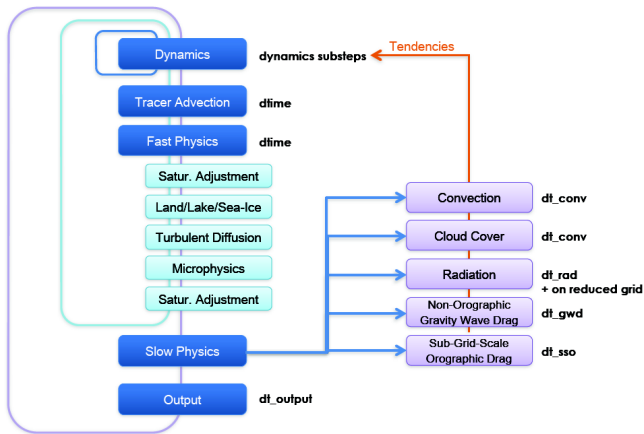 Tendencies
Dynamics
dynamics substeps
Tracer Advection
dtime
Fast Physics
dtime
Satur. Adjustment
Land/Lake/Sea-Ice
Turbulent Diffusion
Microphysics
Satur. Adjustment
Convection
dt_conv
Cloud Cover
dt_conv
Radiation
dt_rad
+ on reduced grid
Non-Orographic
Gravity Wave Drag
dt_gwd
Slow Physics
Sub-Grid-Scale
Orographic Drag
dt_sso
Output
dt_output